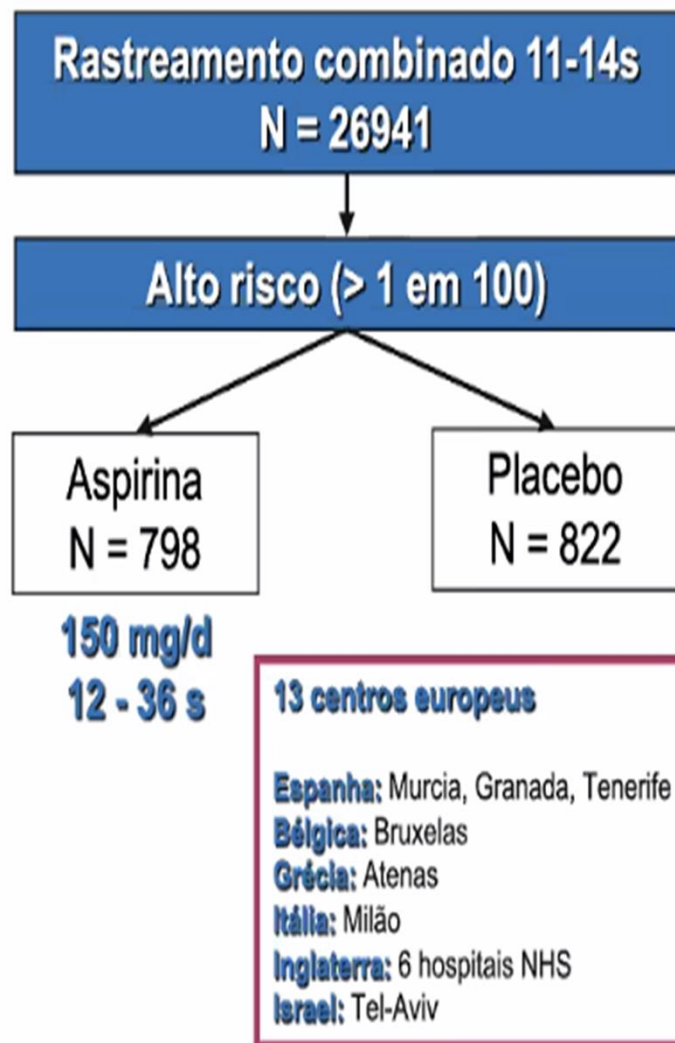 Rastreamento combinado 11-14s
N = 26941
Alto risco (> 1 em 100)
Aspirina
N = 798
Placebo
N = 822
150 mg/d
12 - 36 s
13 centros europeus
Espanha: Murcia, Granada, Tenerife
Bélgica: Bruxelas
Grécia: Atenas
Itália: Milão
Inglaterra: 6 hospitais NHS
Israel: Tel-Aviv